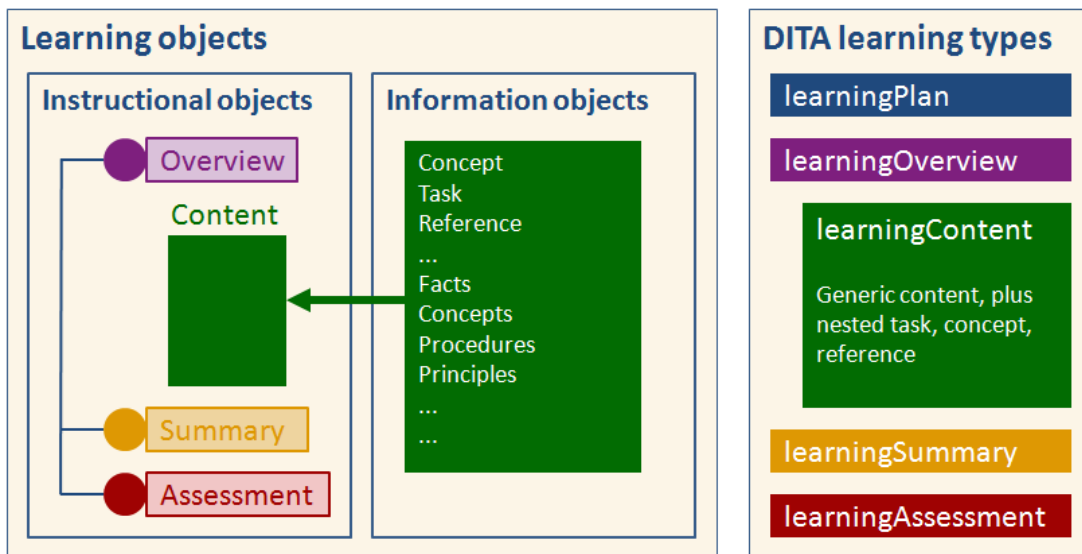 Learning objects
Instructional objects
Overview
Content
Summary
Assessment
Information objects
Concept
Task
Reference
...
Facts
Concepts
Procedures
Principles
...
...
DITA learning types
learningPlan
learningOverview
learningContent
Generic content, plus
nested task, concept,
reference
learningSummary
learningAssessment